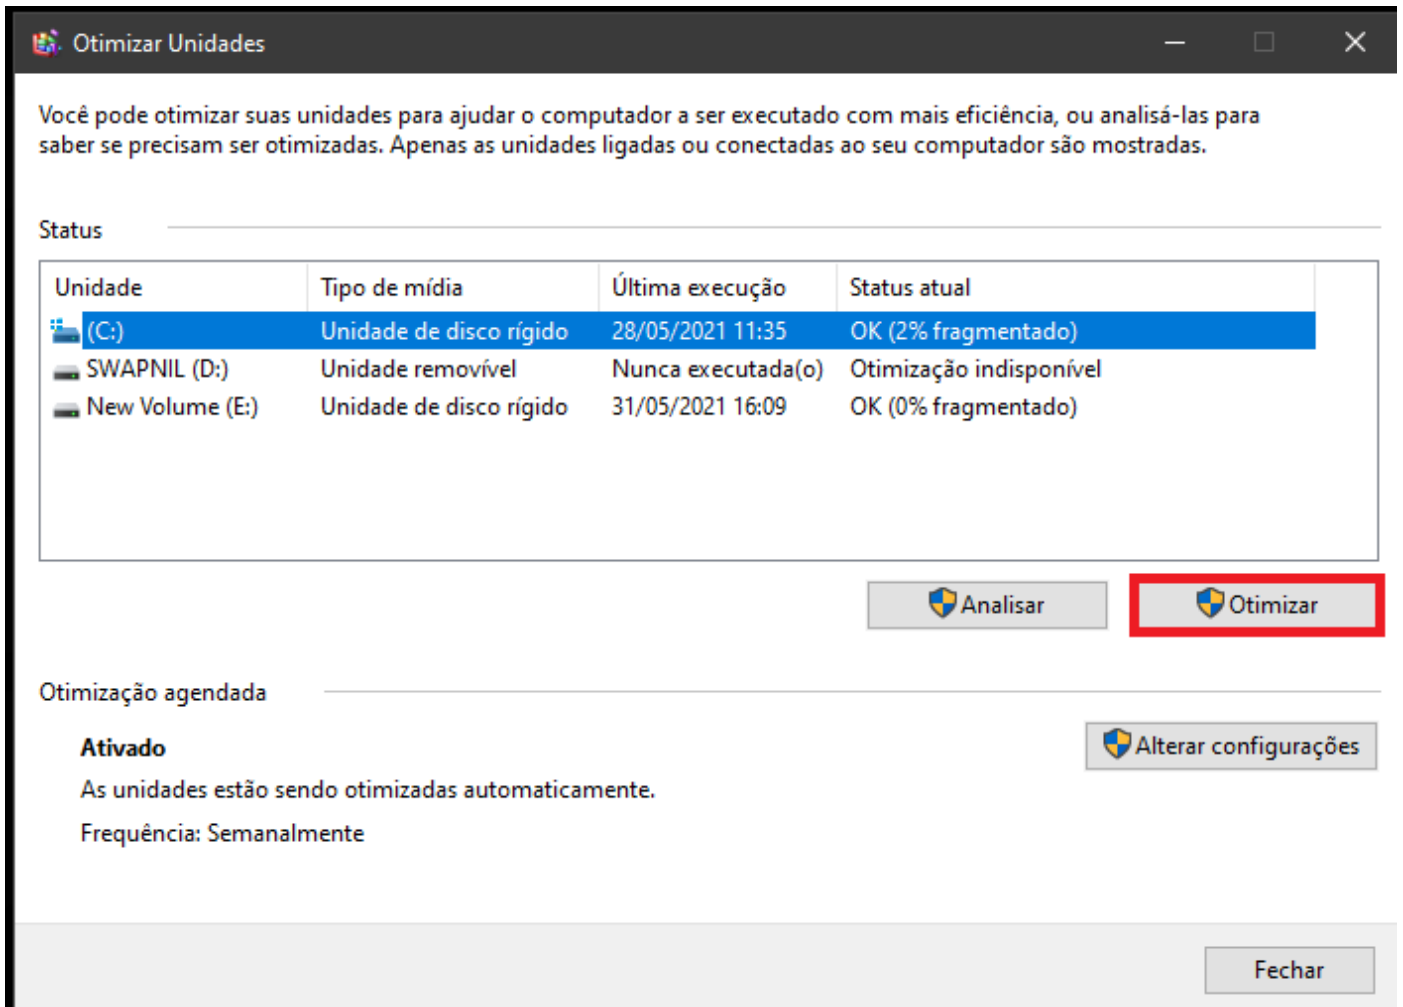 Otimizar Unidades
Você pode otimizar suas unidades para ajudar o computador a ser executado com mais eficiência, ou analisá-las para
saber se precisam ser otimizadas. Apenas as unidades ligadas ou conectadas ao seu computador são mostradas.
Status
Unidade Tipo de mídia Última execução Status atual
(C:) Unidade de disco rígido 28/05/2021 11:35 OK (2% fragmentado)
SWAPNIL (D:) Unidade removível Nunca executada(o) Otimização indisponível
New Volume (E:) Unidade de disco rígido 31/05/2021 16:09 OK (0% fragmentado)
Analisar Otimizar
Otimização agendada
Ativado Alterar configurações
As unidades estão sendo otimizadas automaticamente.
Frequência: Semanalmente
Fechar